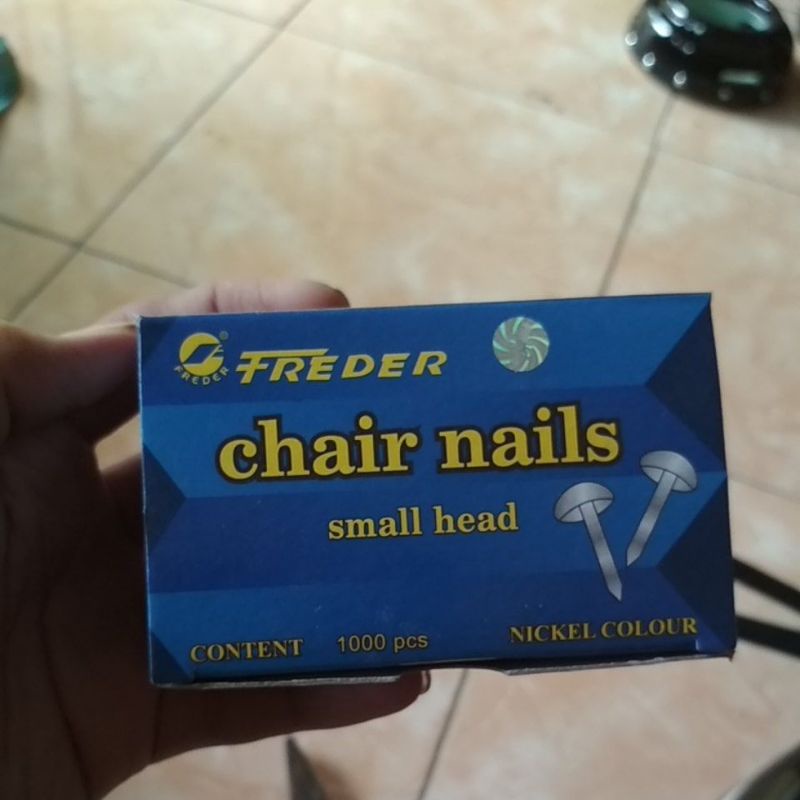 FREDER
FREDER
chair nails
small head
CONTENT 1000 pcs
NICKEL COLOUR